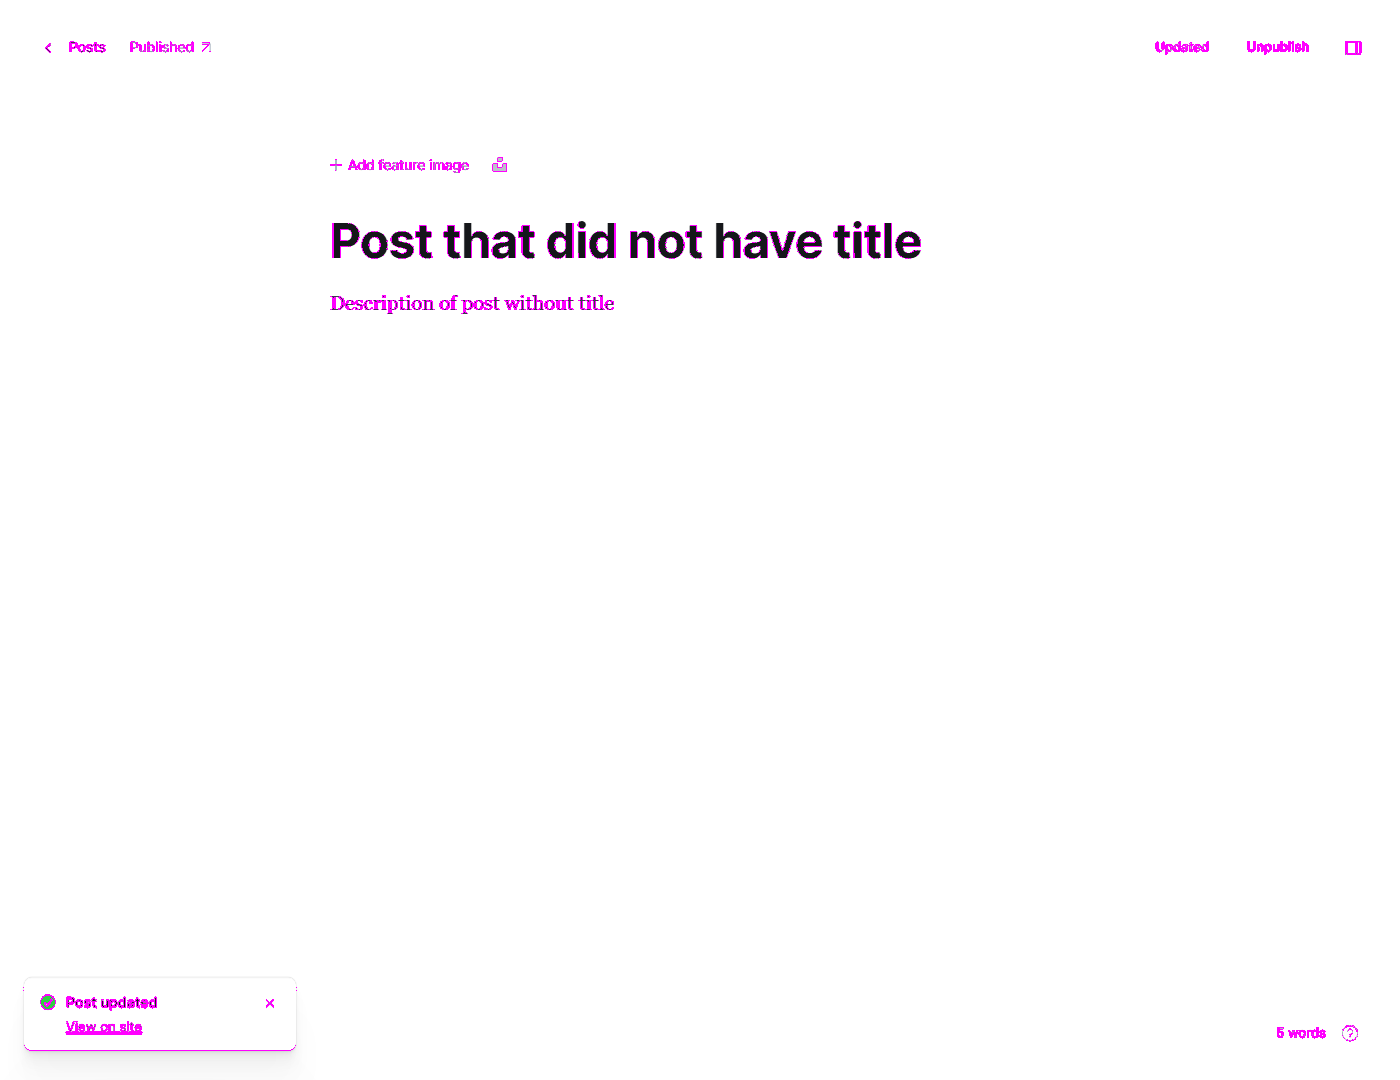 Posts Published
Updated Unpublish
Add feature image
Post that did not have title
Description of post without title
Post updated
View on site
5 words